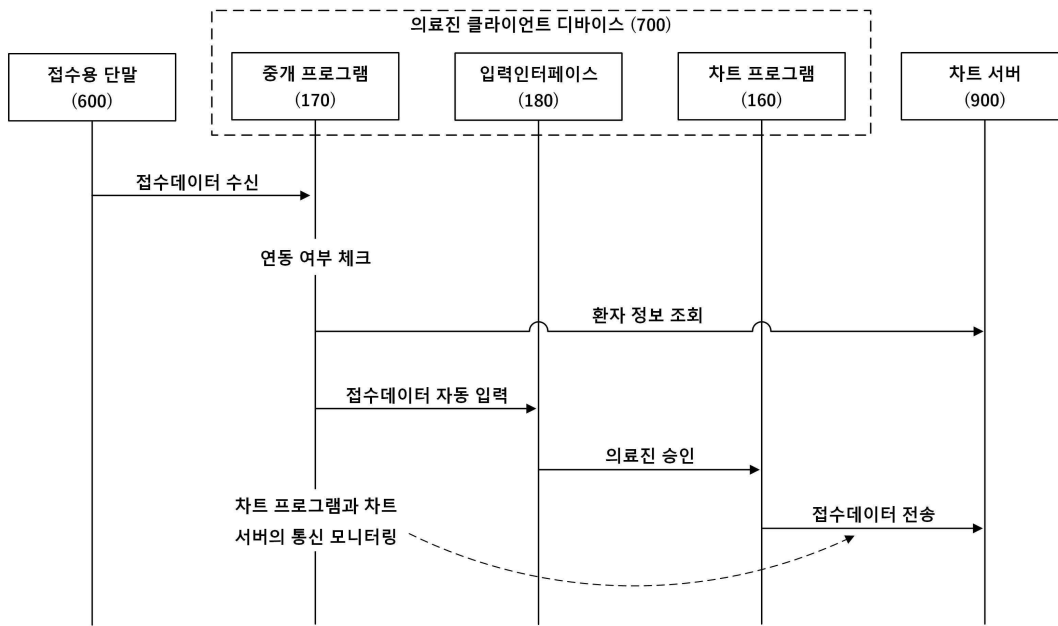 의료진 클라이언트 디바이스 (700)
접수용 단말
(600)
중개 프로그램
(170)
입력인터페이스
(180)
차트 프로그램
(160)
차트 서버
(900)
접수데이터 수신
연동 여부 체크
환자 정보 조회
접수데이터 자동 입력
의료진 승인
차트 프로그램과 차트
서버의 통신 모니터링
접수데이터 전송